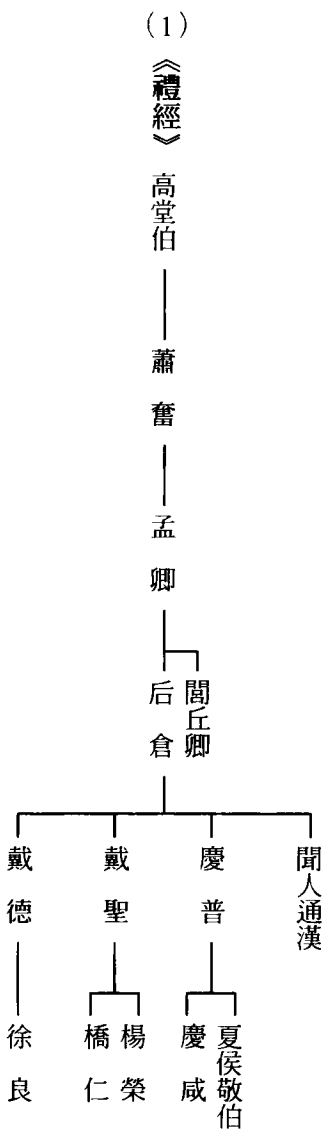 (1)
《禮經》
高堂伯
蕭奮
孟卿
閭丘卿
后倉
聞人通漢
慶普
戴聖
戴德
夏侯敬伯
慶咸
楊榮
橋仁
徐良